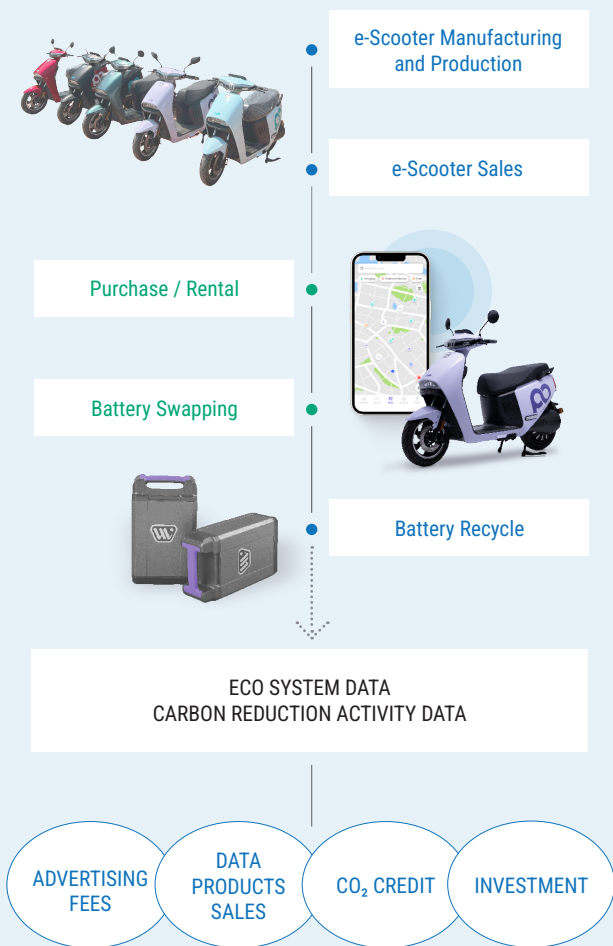 e-Scooter Manufacturing
and Production
e-Scooter Sales
Purchase / Rental
Battery Swapping
Battery Recycle
ECO SYSTEM DATA
CARBON REDUCTION ACTIVITY DATA
ADVERTISING
FEES
DATA
PRODUCTS
SALES
CO₂ CREDIT
INVESTMENT